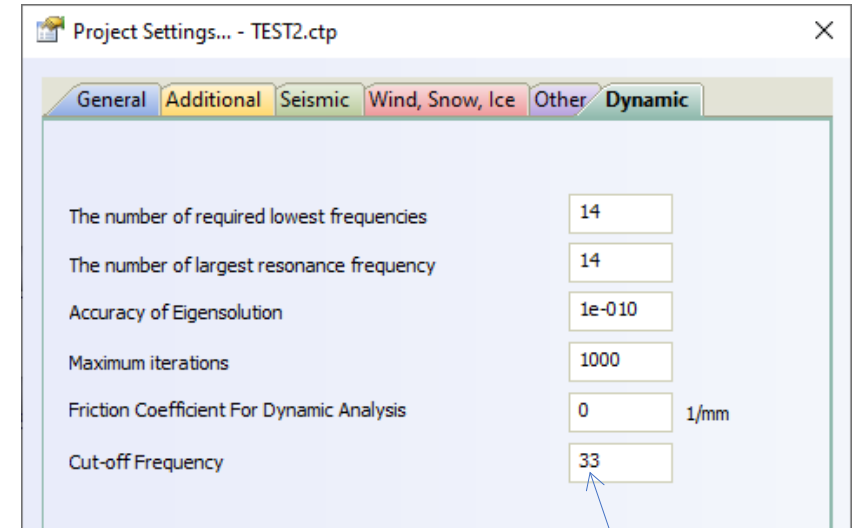 Project Settings... - TEST2.ctp
General Additional Seismic Wind, Snow, Ice Other Dynamic
The number of required lowest frequencies 14
The number of largest resonance frequency 14
Accuracy of Eigensolution 1e-010
Maximum iterations 1000
Friction Coefficient For Dynamic Analysis 0 1/mm
Cut-off Frequency 33